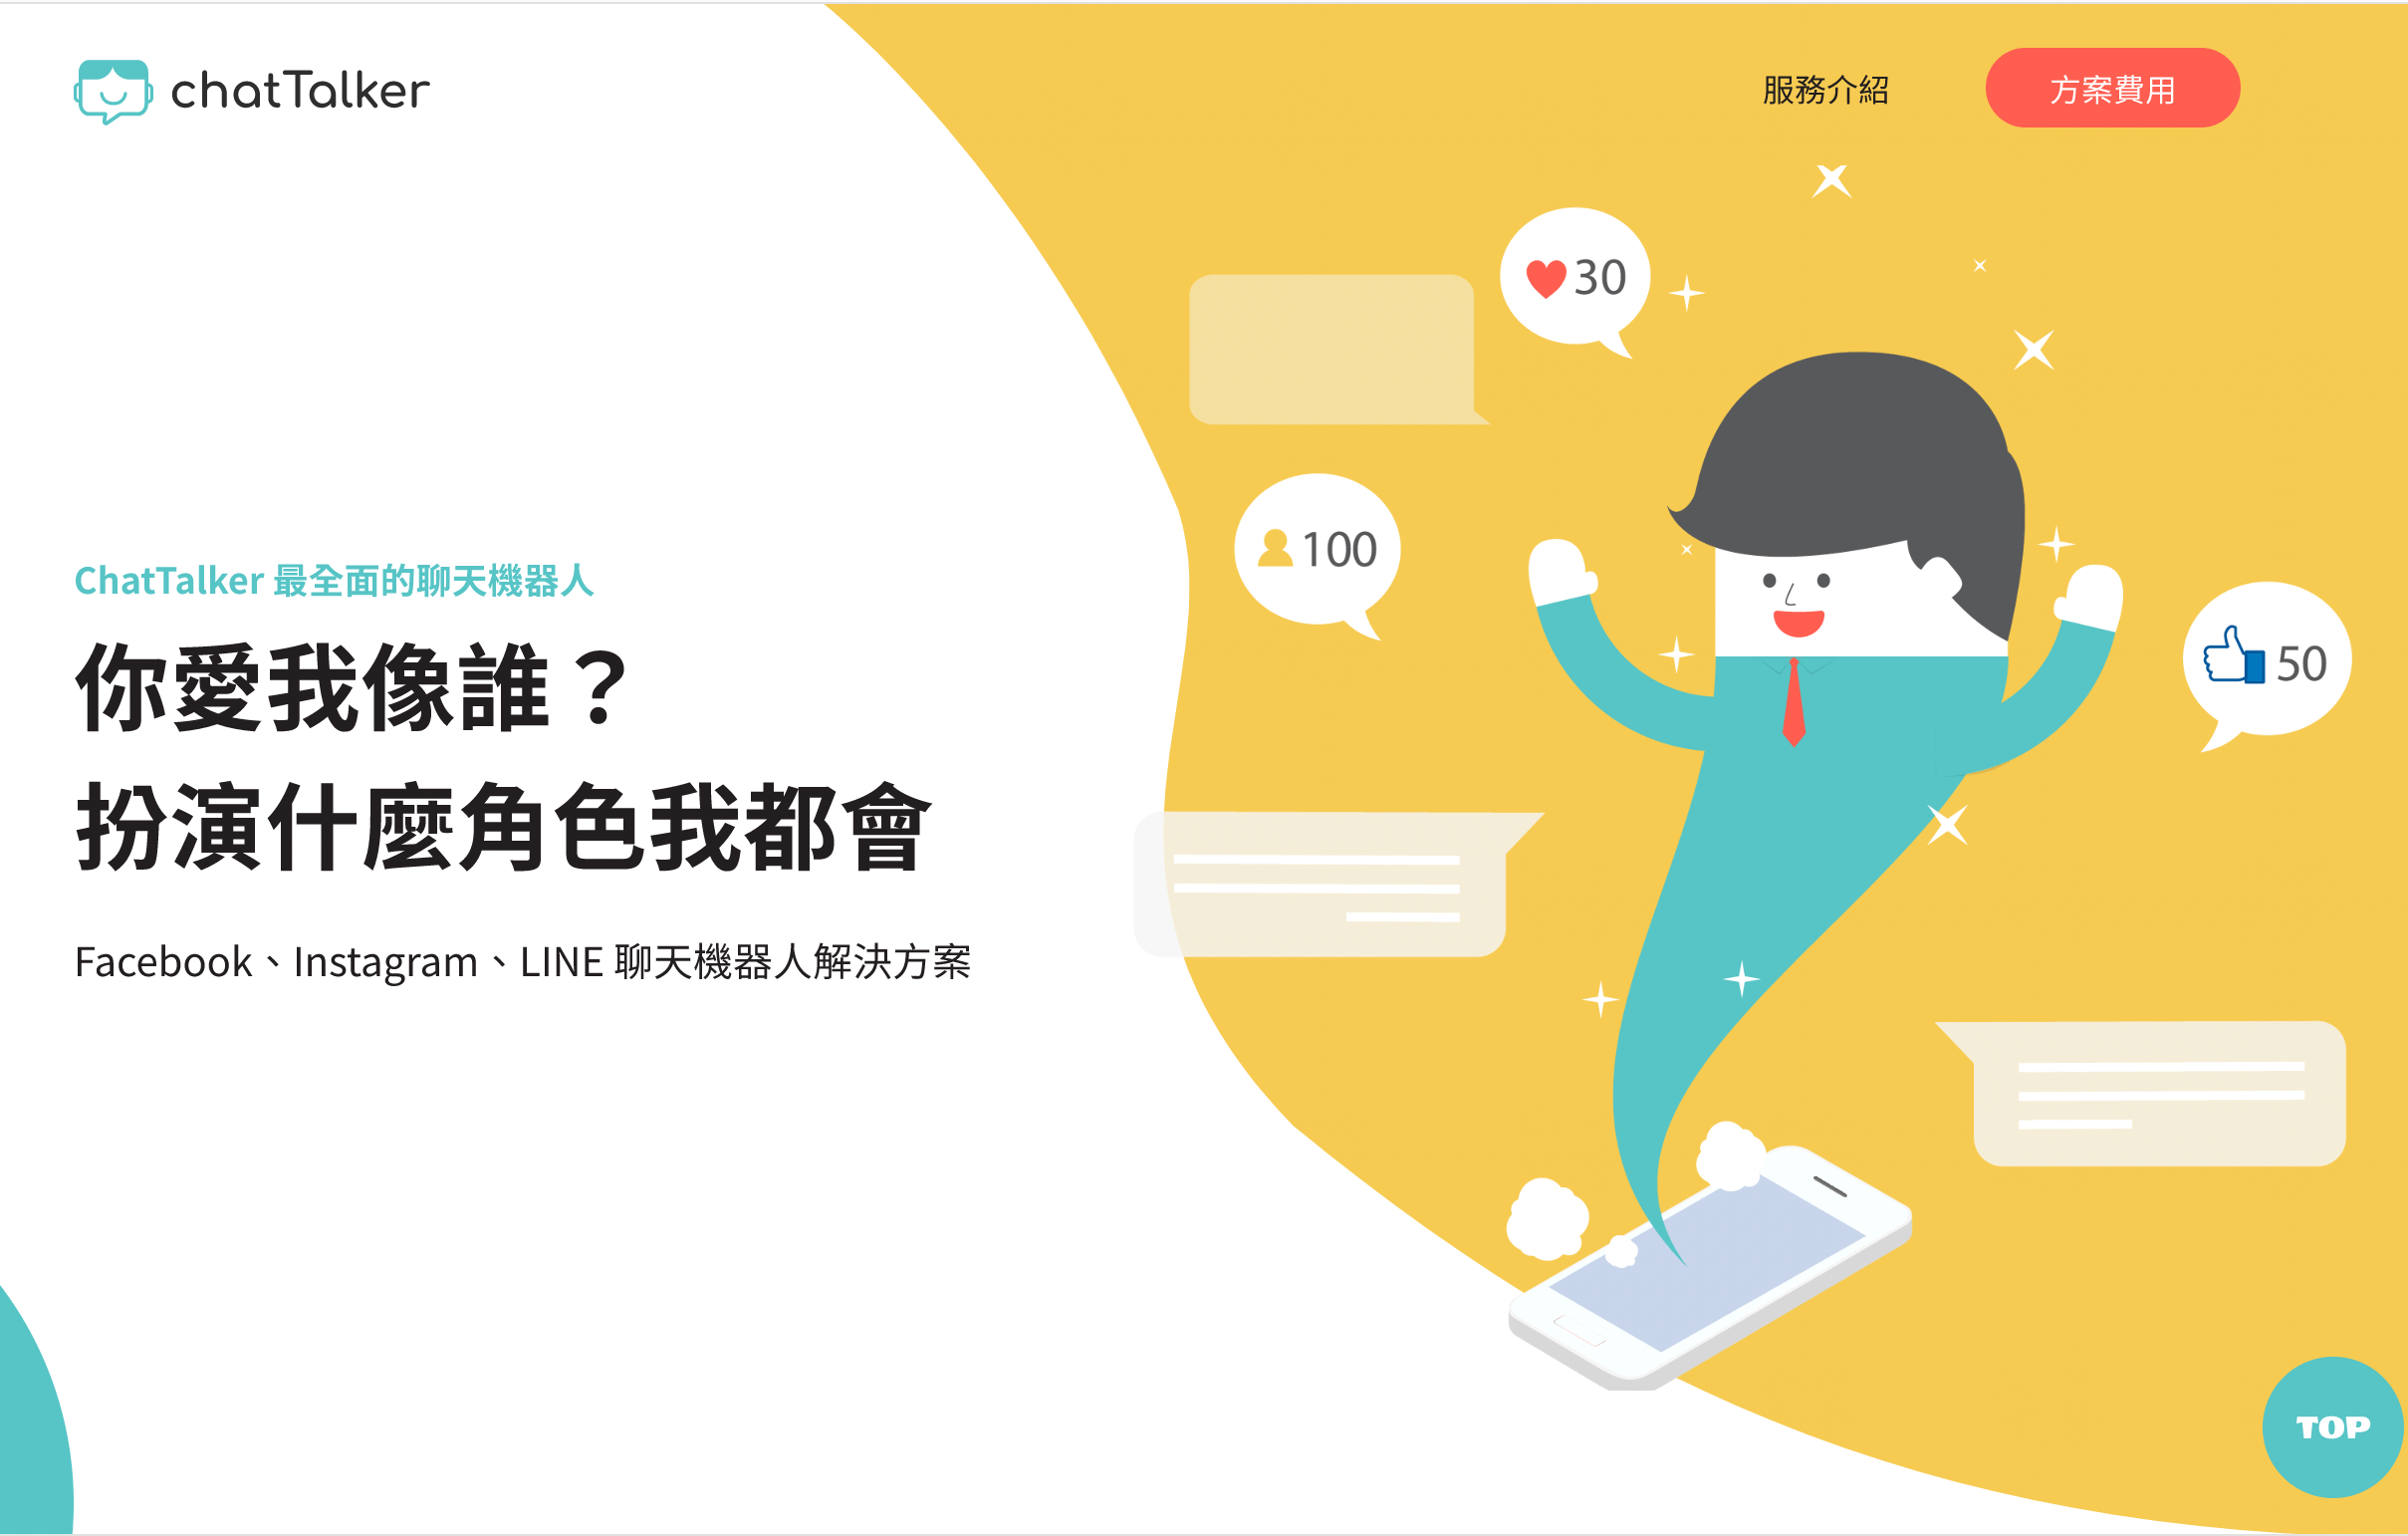 chatTalker
服務介紹
方案費用
30
100
50
ChatTalker 最全面的聊天機器人
你愛我像誰？
扮演什麼角色我都會
Facebook、Instagram、LINE 聊天機器人解決方案
TOP